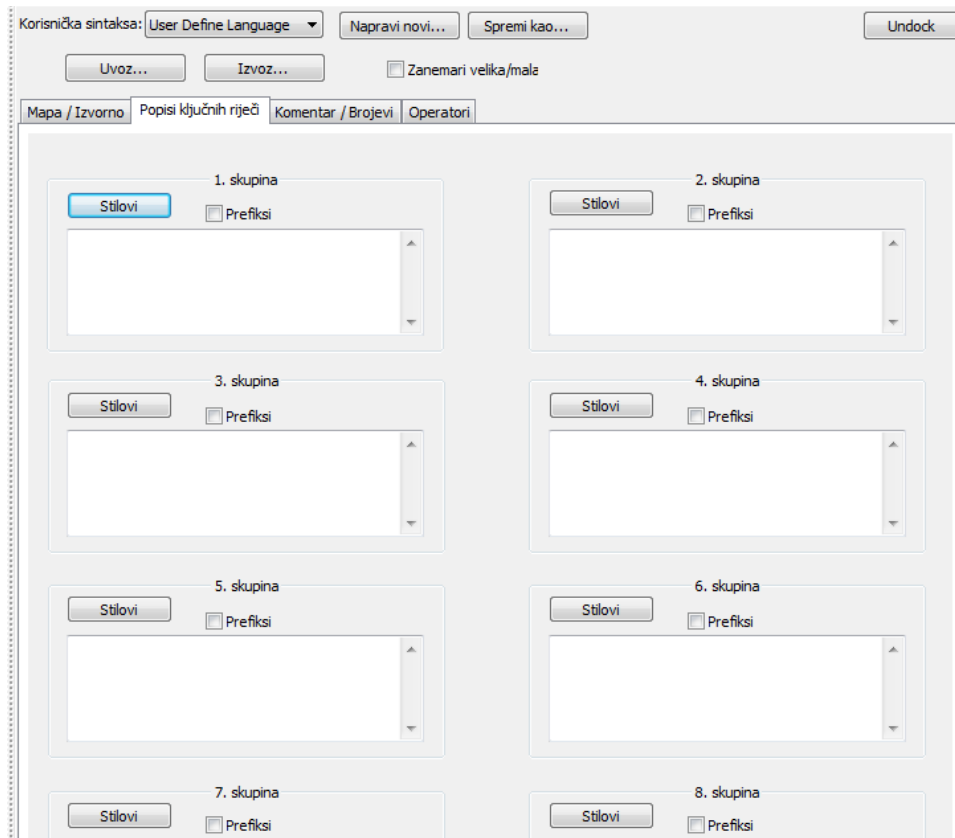 Korisnička sintaksa: User Define Language Napravi novi... Spremi kao... Undock
Uvoz... Izvoz... Zanemari velika/mala
Mapa / Izvorno Popisi ključnih riječi Komentar / Brojevi Operatori
1. skupina 2. skupina
Stilovi Prefiksi Stilovi Prefiksi
3. skupina 4. skupina
Stilovi Prefiksi Stilovi Prefiksi
5. skupina 6. skupina
Stilovi Prefiksi Stilovi Prefiksi
7. skupina 8. skupina
Stilovi Prefiksi Stilovi Prefiksi